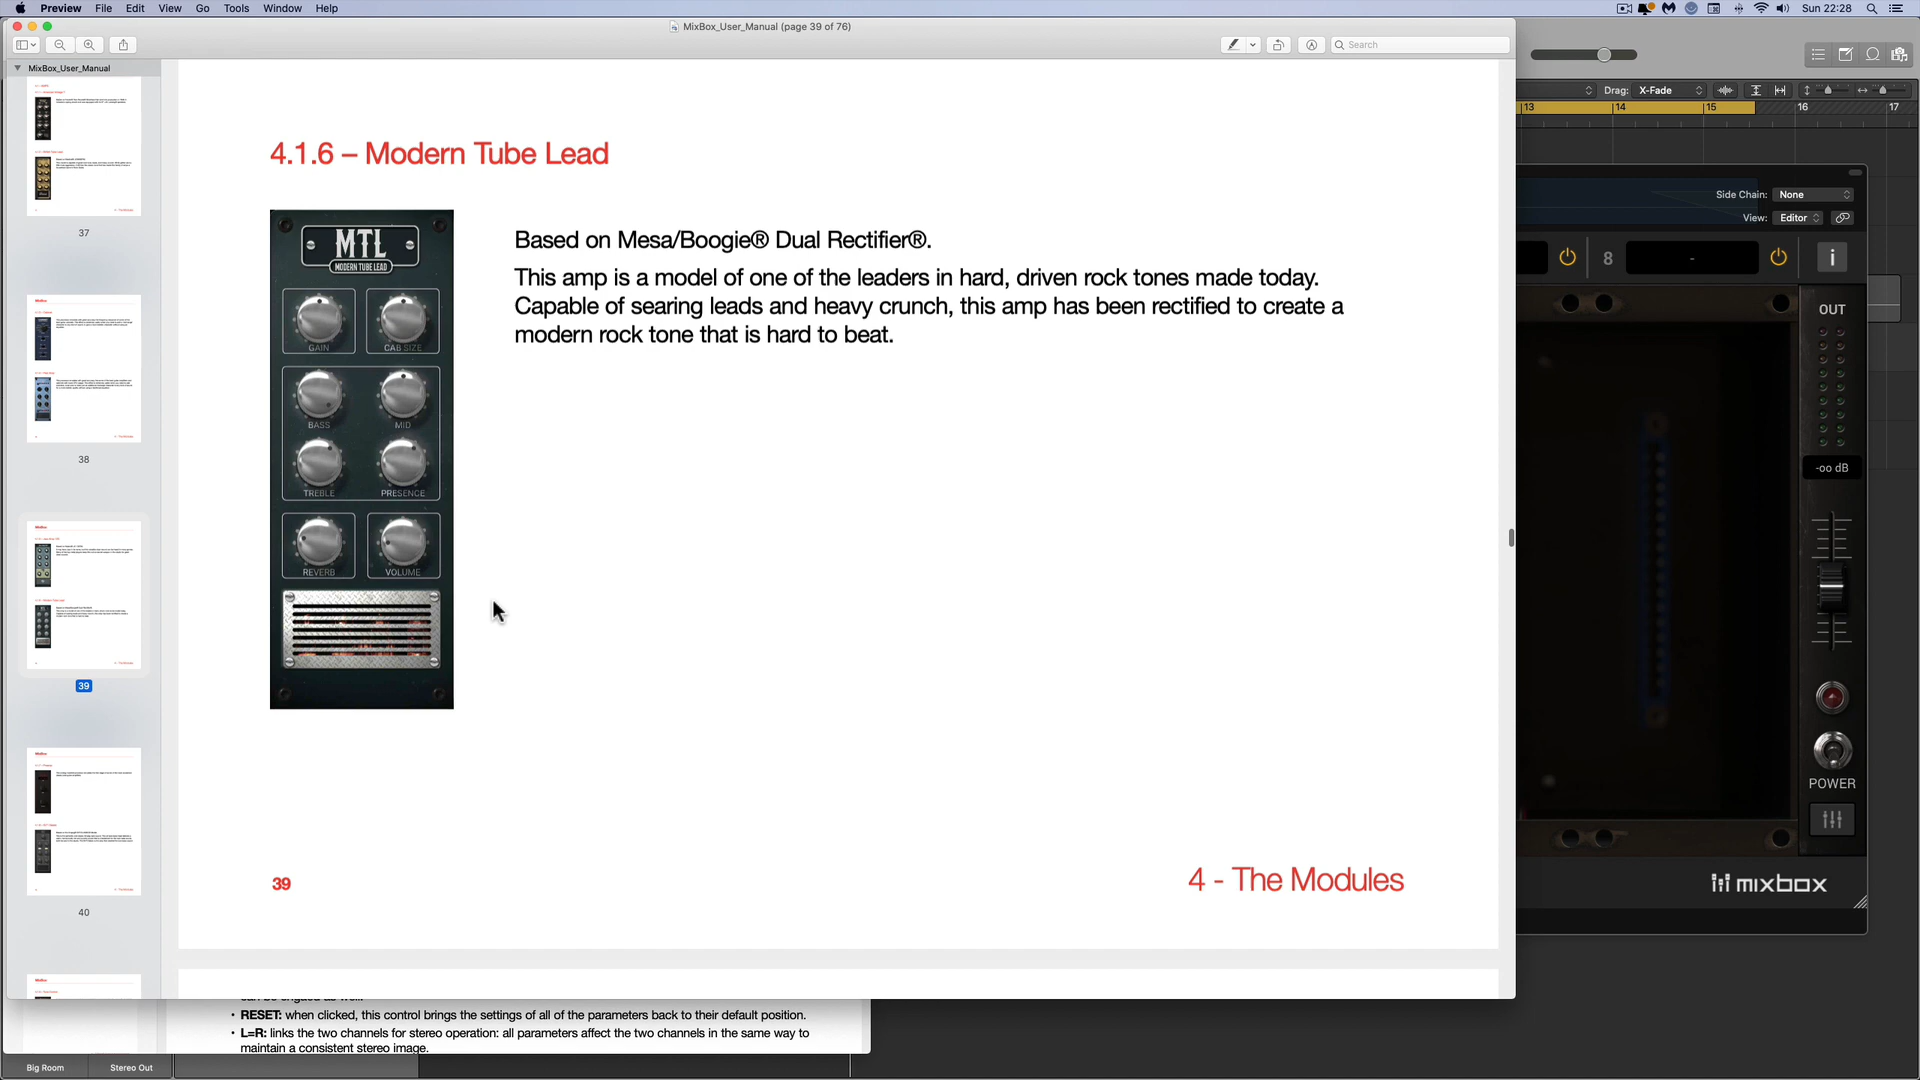 Preview File Edit View Go Tools Window Help
Sun 22:28
MixBox_User_Manual (page 39 of 76)
Search
MixBox_User_Manual
37
38
39
40
4.1.6 – Modern Tube Lead
MTL
MODERN TUBE LEAD
GAIN CAB SIZE
BASS MID
TREBLE PRESENCE
REVERB VOLUME
Based on Mesa/Boogie® Dual Rectifier®.
This amp is a model of one of the leaders in hard, driven rock tones made today.
Capable of searing leads and heavy crunch, this amp has been rectified to create a
modern rock tone that is hard to beat.
39
4 - The Modules
• RESET: when clicked, this control brings the settings of all of the parameters back to their default position.
• L=R: links the two channels for stereo operation: all parameters affect the two channels in the same way to
maintain a consistent stereo image.
Big Room Stereo Out
Drag: X-Fade
13 14 15 16 17
Side Chain: None
View: Editor
8 - i
OUT
-oo dB
POWER
mixbox